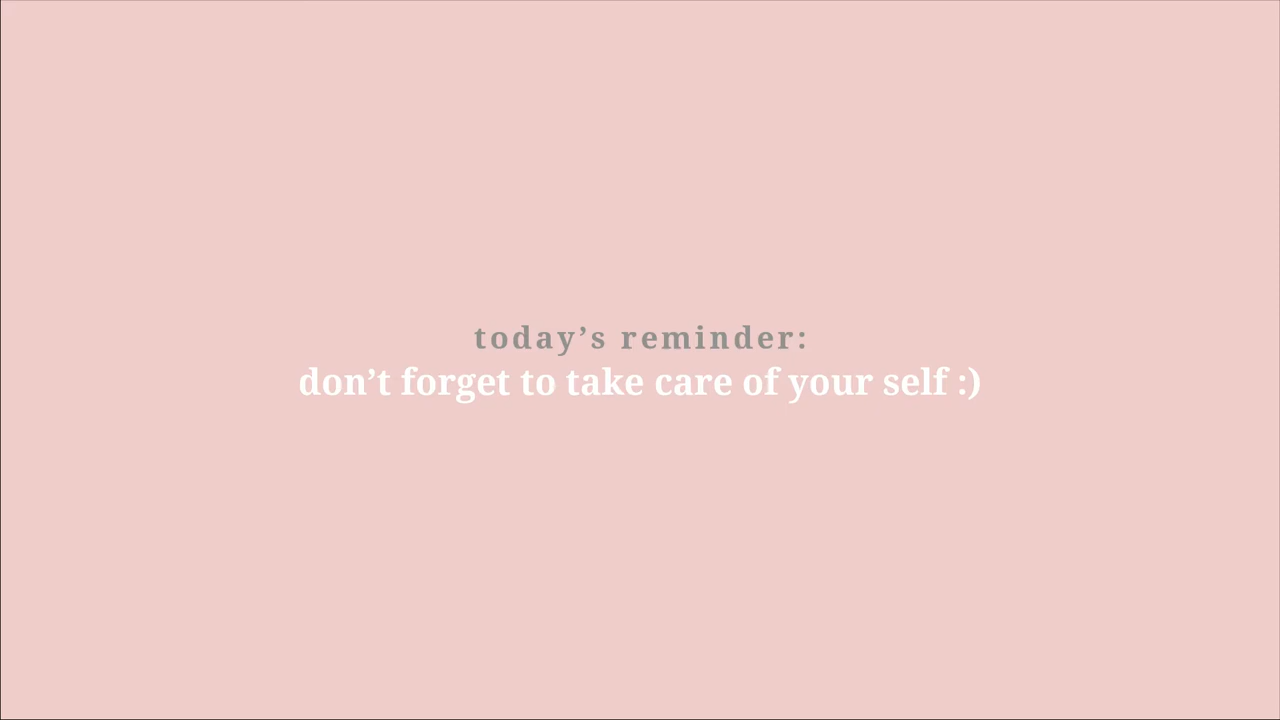 today’s reminder:
don’t forget to take care of your self :)